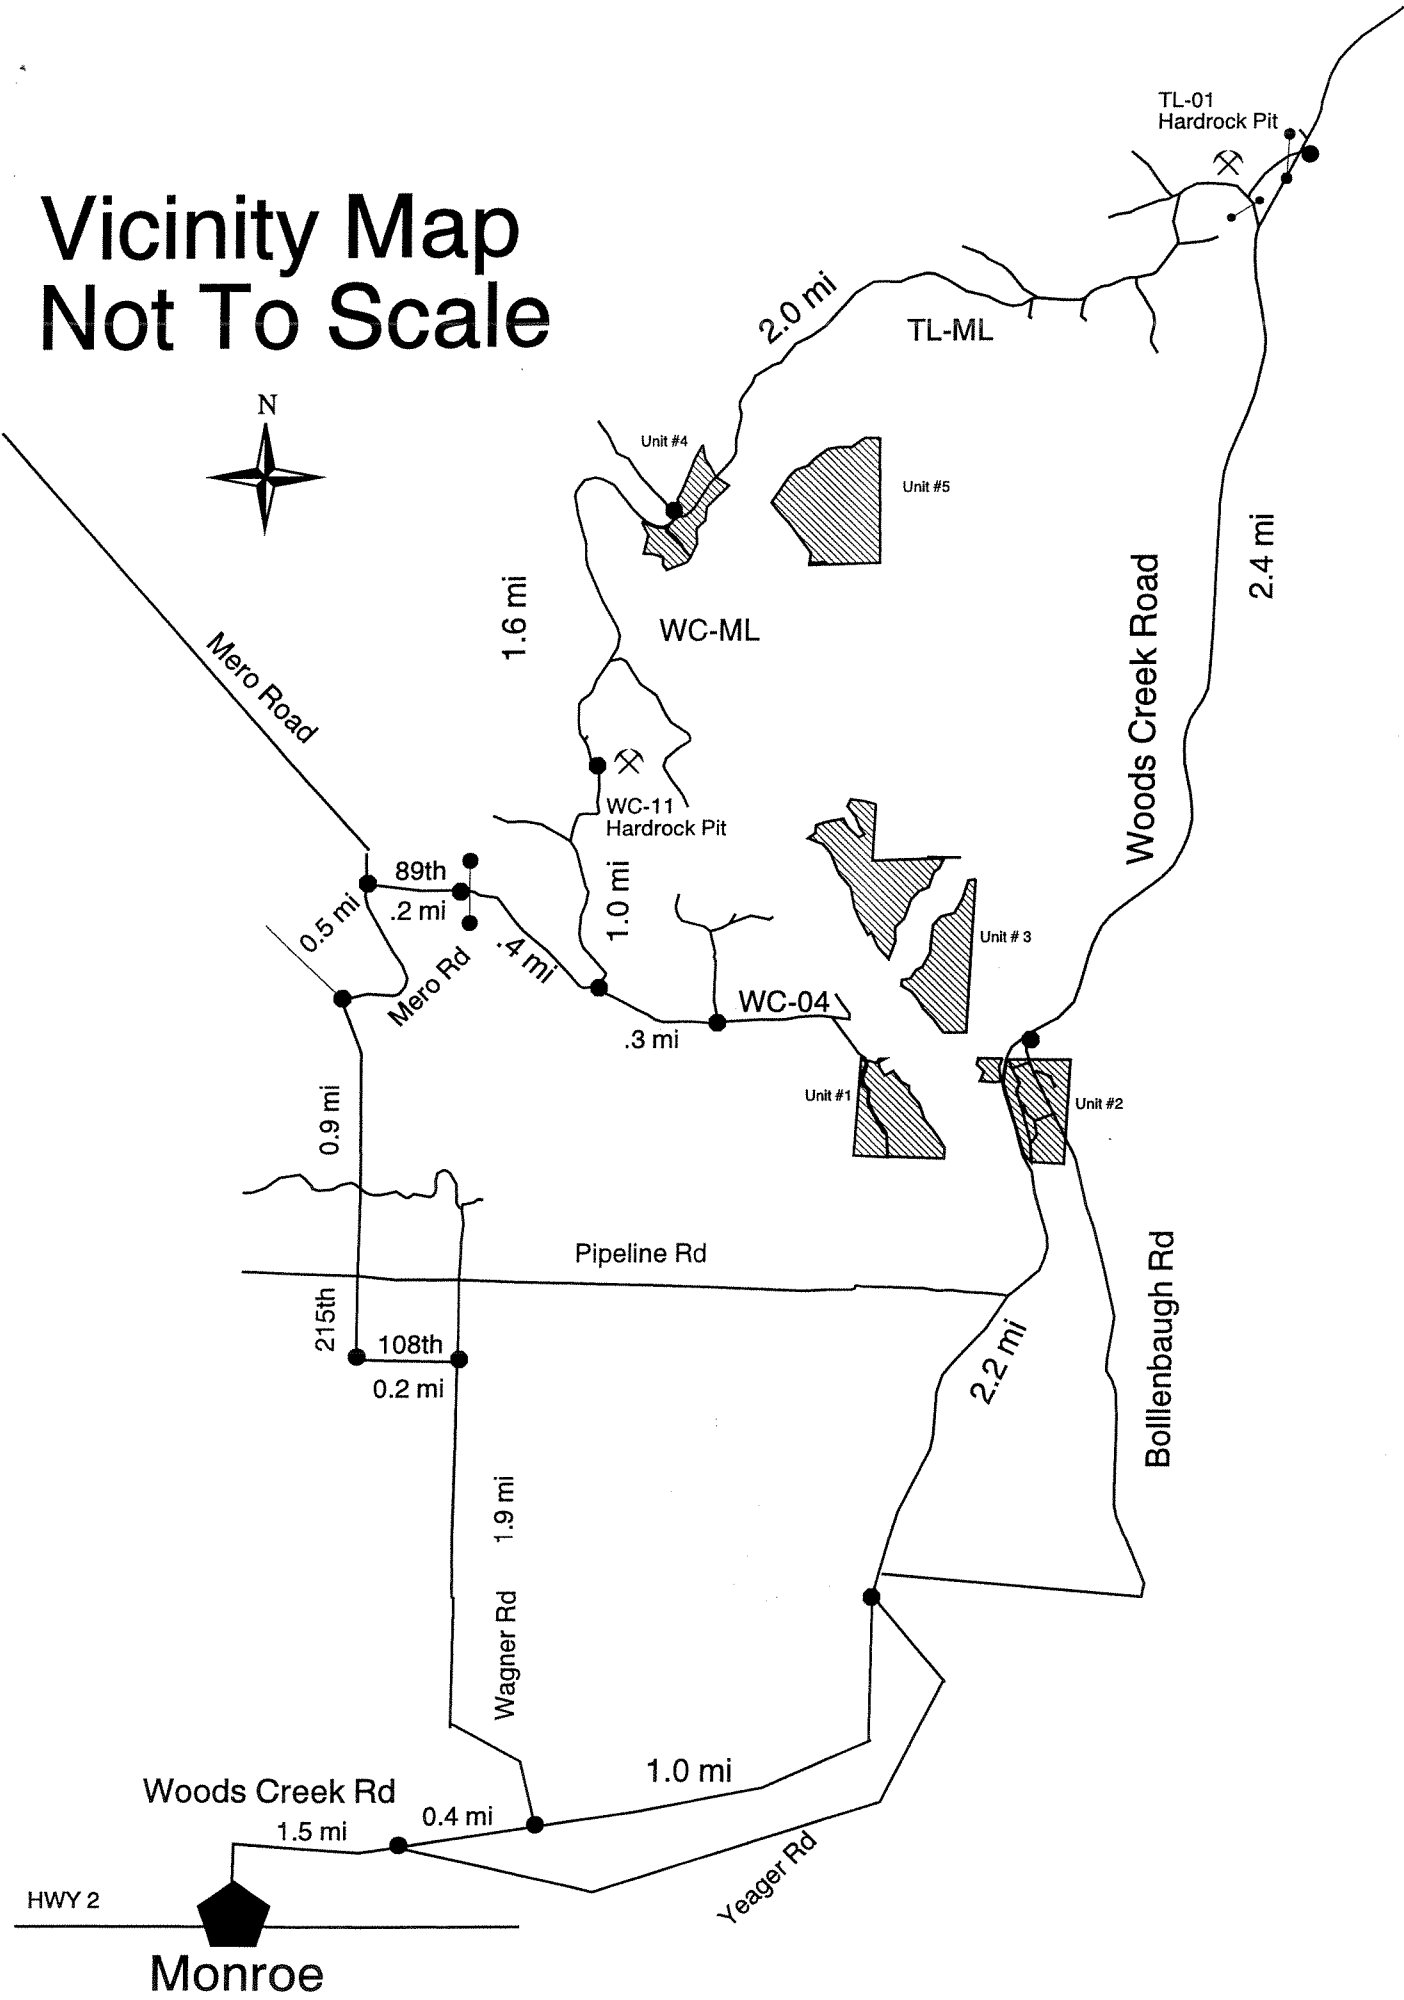 TL-01
Hardrock Pit
Vicinity Map
Not To Scale
2.0 mi
TL-ML
N
Unit #4
Unit #5
2.4 mi
1.6 mi
WC-ML
Woods Creek Road
Mero Road
WC-11
Hardrock Pit
89th
.2 mi
0.5 mi
1.0 mi
.4 mi
Mero Rd
Unit # 3
WC-04
.3 mi
Unit #1
Unit #2
0.9 mi
Pipeline Rd
215th
108th
0.2 mi
2.2 mi
Bollenbaugh Rd
1.9 mi
Wagner Rd
1.0 mi
Woods Creek Rd
0.4 mi
1.5 mi
Yeager Rd
HWY 2
Monroe